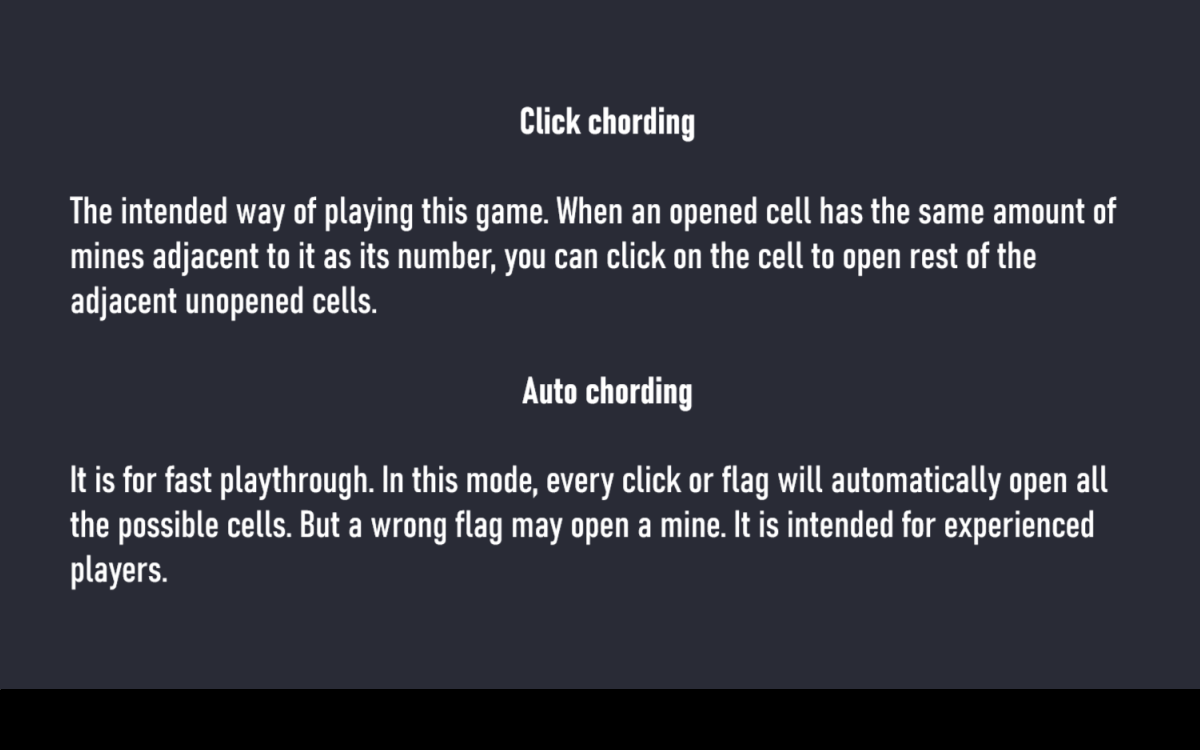 Click chording
The intended way of playing this game. When an opened cell has the same amount of
mines adjacent to it as its number, you can click on the cell to open rest of the
adjacent unopened cells.
Auto chording
It is for fast playthrough. In this mode, every click or flag will automatically open all
the possible cells. But a wrong flag may open a mine. It is intended for experienced
players.